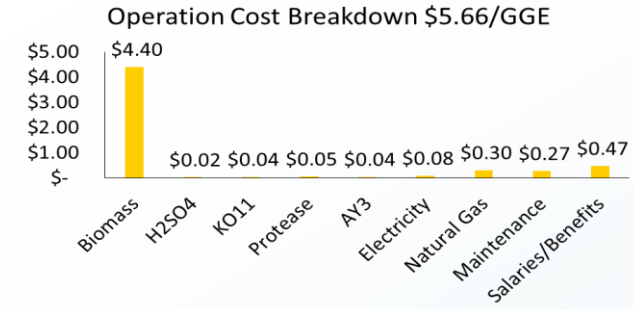 Operation Cost Breakdown $5.66/GGE
$5.00
$4.00
$3.00
$2.00
$1.00
$-
$4.40
$0.02 $0.04 $0.05 $0.04 $0.08 $0.30 $0.27 $0.47
Biomass
H2SO4
KO11
Protease
AY3
Electricity
Natural Gas
Maintenance
Salaries/Benefits